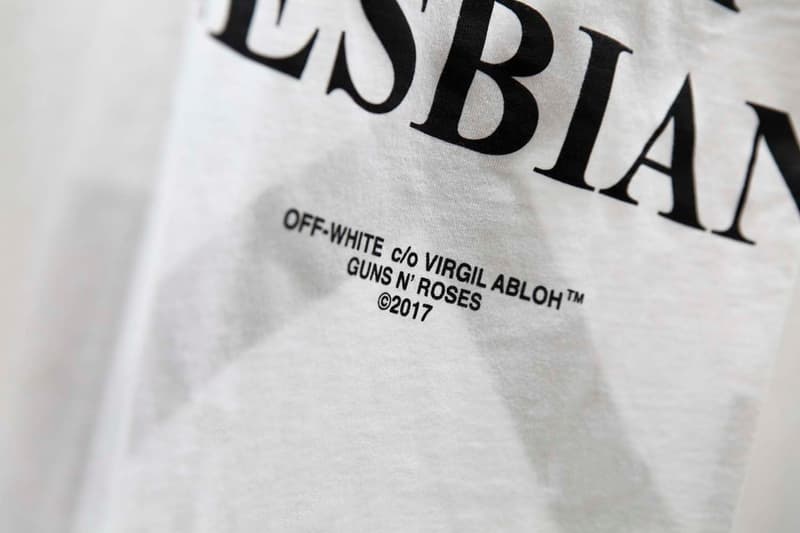 ESBIAN
OFF-WHITE c/o VIRGIL ABLOH™
GUNS N' ROSES
©2017